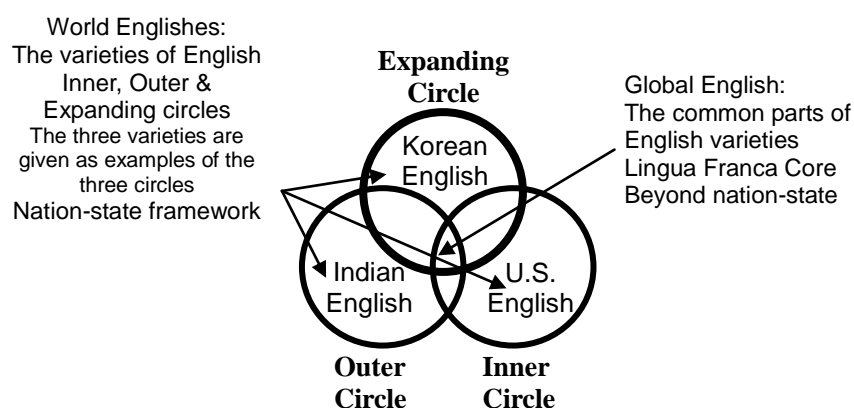 World Englishes:
The varieties of English
Inner, Outer &
Expanding circles
The three varieties are
given as examples of the
three circles
Nation-state framework
Expanding
Circle
Korean
English
Global English:
The common parts of
English varieties
Lingua Franca Core
Beyond nation-state
Indian
English
U.S.
English
Outer
Circle
Inner
Circle